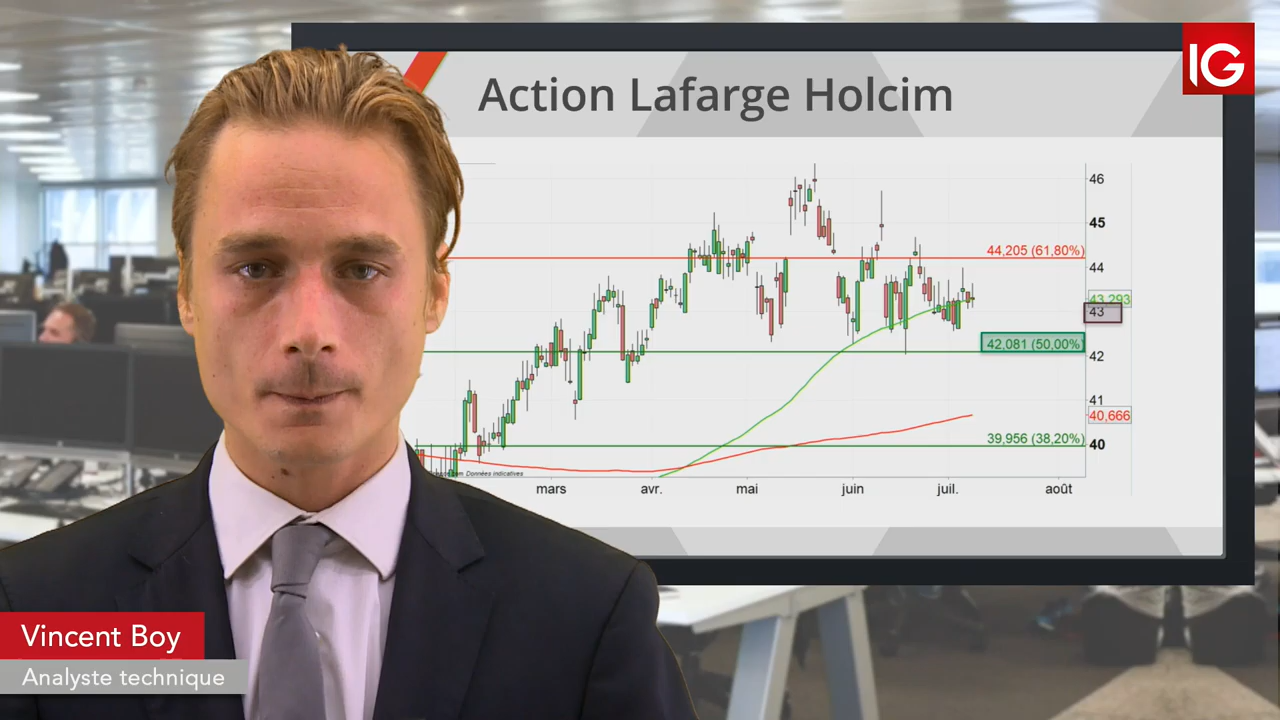 IG
Action Lafarge Holcim
46
45
44,205 (61,80%)
44
43,293
43
42,081 (50,00%)
42
41
40,666
39,956 (38,20%)
40
Données indicatives
mars avr. mai juin juil. août
Vincent Boy
Analyste technique